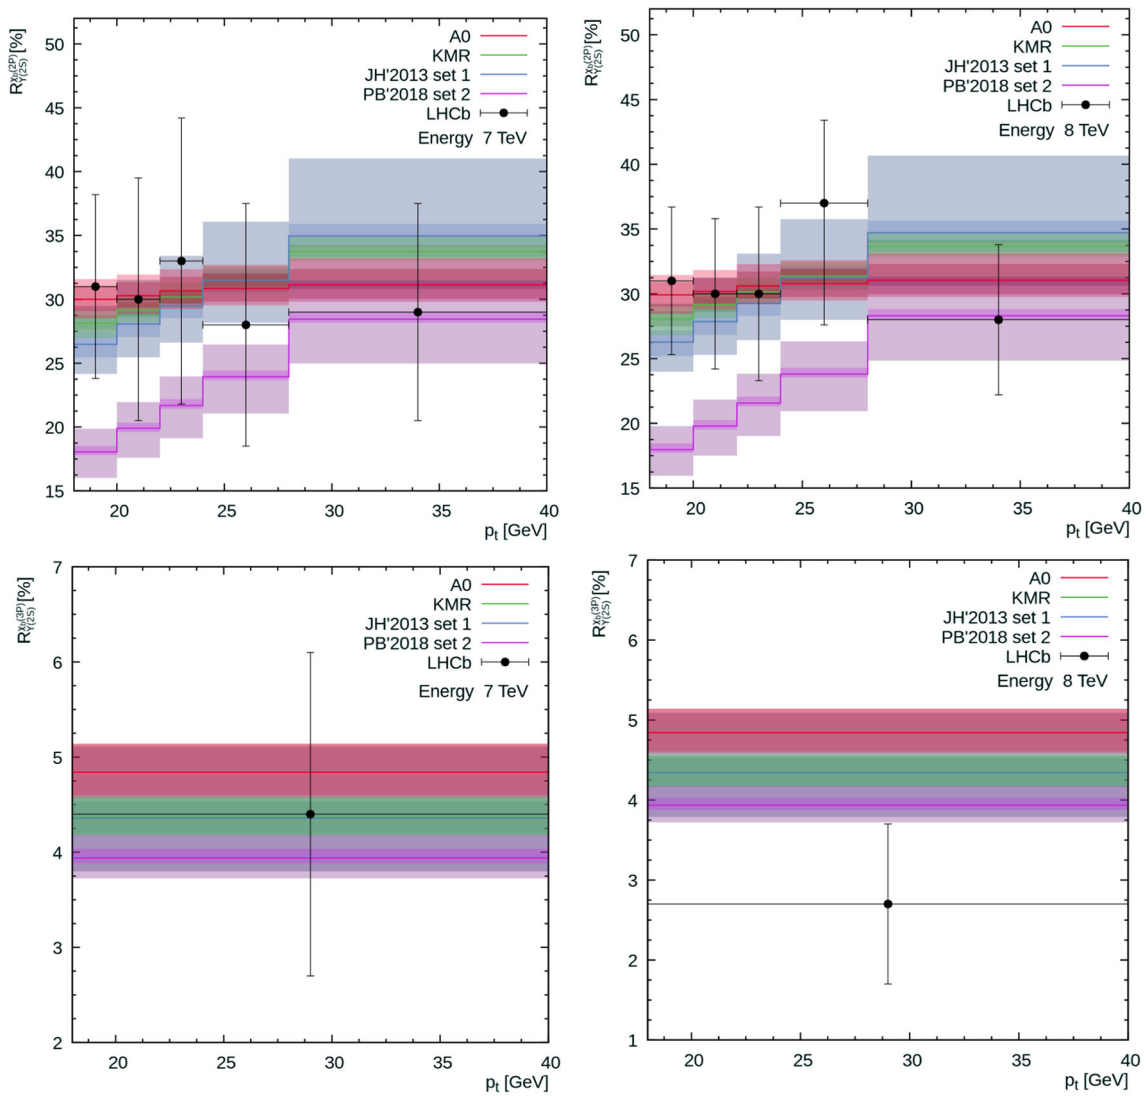 R^{χb(2P)}_{Υ(2S)} [%]
50
45
40
35
30
25
20
15
A0
KMR
JH'2013 set 1
PB'2018 set 2
LHCb
Energy 7 TeV
20 25 30 35 40
p_t [GeV]
R^{χb(2P)}_{Υ(2S)} [%]
50
45
40
35
30
25
20
15
A0
KMR
JH'2013 set 1
PB'2018 set 2
LHCb
Energy 8 TeV
20 25 30 35 40
p_t [GeV]
R^{χb(3P)}_{Υ(2S)} [%]
7
6
5
4
3
2
A0
KMR
JH'2013 set 1
PB'2018 set 2
LHCb
Energy 7 TeV
20 25 30 35 40
p_t [GeV]
R^{χb(3P)}_{Υ(2S)} [%]
7
6
5
4
3
2
1
A0
KMR
JH'2013 set 1
PB'2018 set 2
LHCb
Energy 8 TeV
20 25 30 35 40
p_t [GeV]